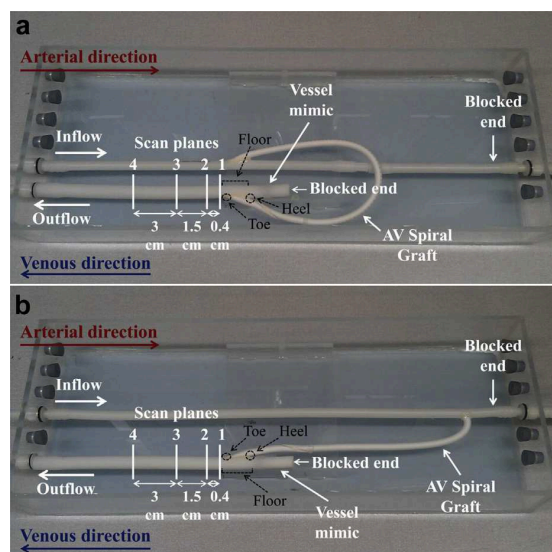 a
Arterial direction
Vessel
mimic
Blocked
end
Inflow
Scan planes
Floor
4 3 2 1
Blocked end
Outflow
Toe
Heel
3 1.5 0.4
cm cm cm
AV Spiral
Graft
Venous direction
b
Arterial direction
Blocked
end
Inflow
Scan planes
4 3 2 1
Toe
Heel
Blocked end
Outflow
3 1.5 0.4
cm cm cm
Floor
AV Spiral
Graft
Vessel
mimic
Venous direction